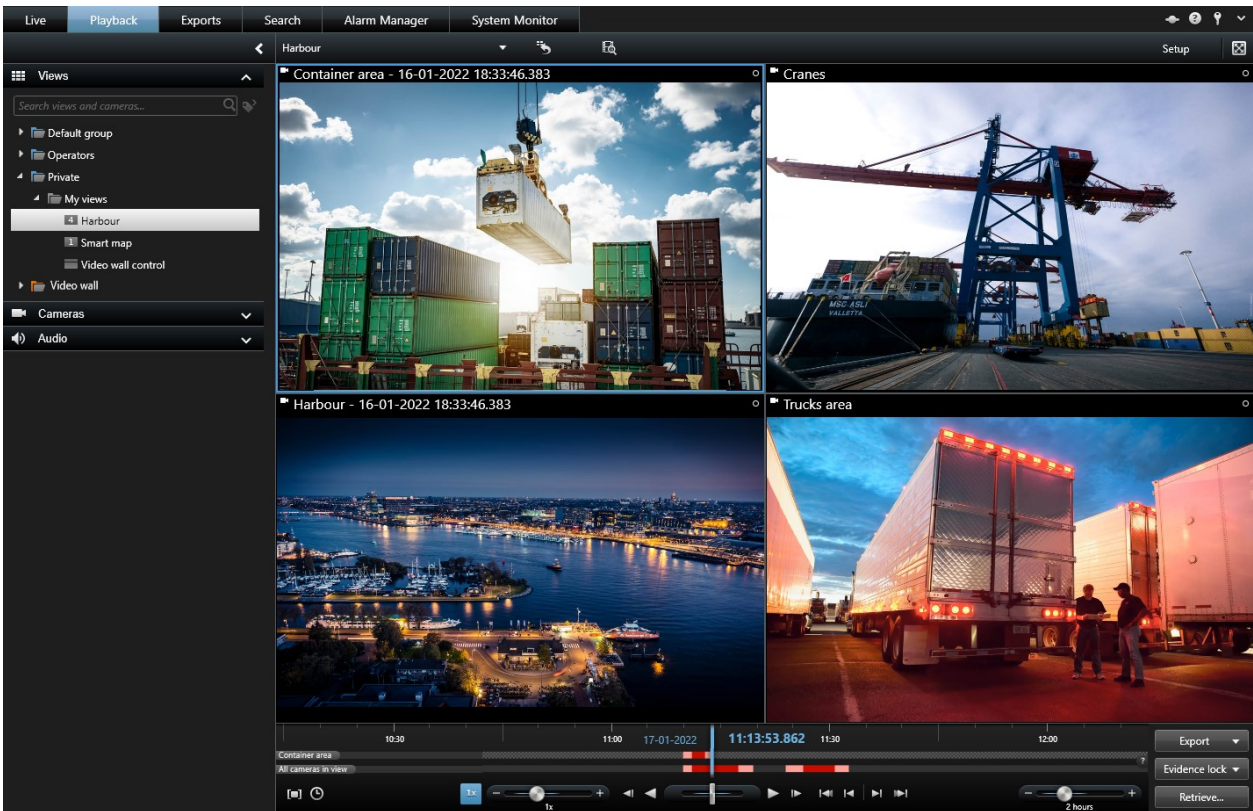 Live Playback Exports Search Alarm Manager System Monitor
Harbour Setup
Views
Search views and cameras...
Default group
Operators
Private
My views
4 Harbour
1 Smart map
Video wall control
Video wall
Cameras
Audio
Container area - 16-01-2022 18:33:46.383
Cranes
MSC ASLI
VALLETTA
Harbour - 16-01-2022 18:33:46.383
Trucks area
10:30 11:00 17-01-2022 11:13:53.862 11:30 12:00
Container area
All cameras in view
1x
1x
2 hours
Export
Evidence lock
Retrieve...